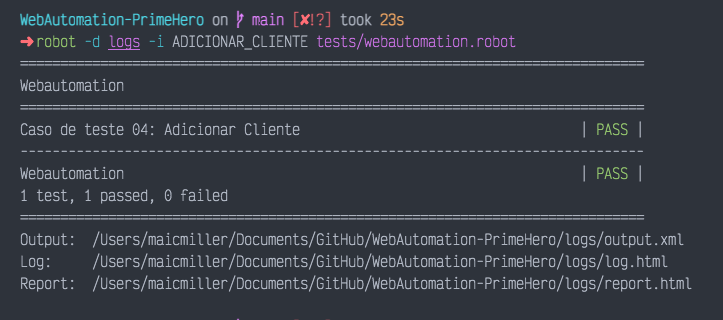 WebAutomation-PrimeHero on main [✘!?] took 23s
➜ robot -d logs -i ADICIONAR_CLIENTE tests/webautomation.robot
==============================================================================
Webautomation
==============================================================================
Caso de teste 04: Adicionar Cliente | PASS |
------------------------------------------------------------------------------
Webautomation | PASS |
1 test, 1 passed, 0 failed
==============================================================================
Output: /Users/maicmiller/Documents/GitHub/WebAutomation-PrimeHero/logs/output.xml
Log: /Users/maicmiller/Documents/GitHub/WebAutomation-PrimeHero/logs/log.html
Report: /Users/maicmiller/Documents/GitHub/WebAutomation-PrimeHero/logs/report.html